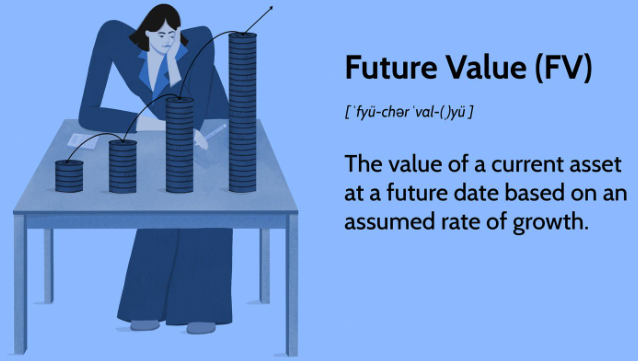 Future Value (FV)
[ ˈfyü-chər ˈval-( )yü ]
The value of a current asset
at a future date based on an
assumed rate of growth.